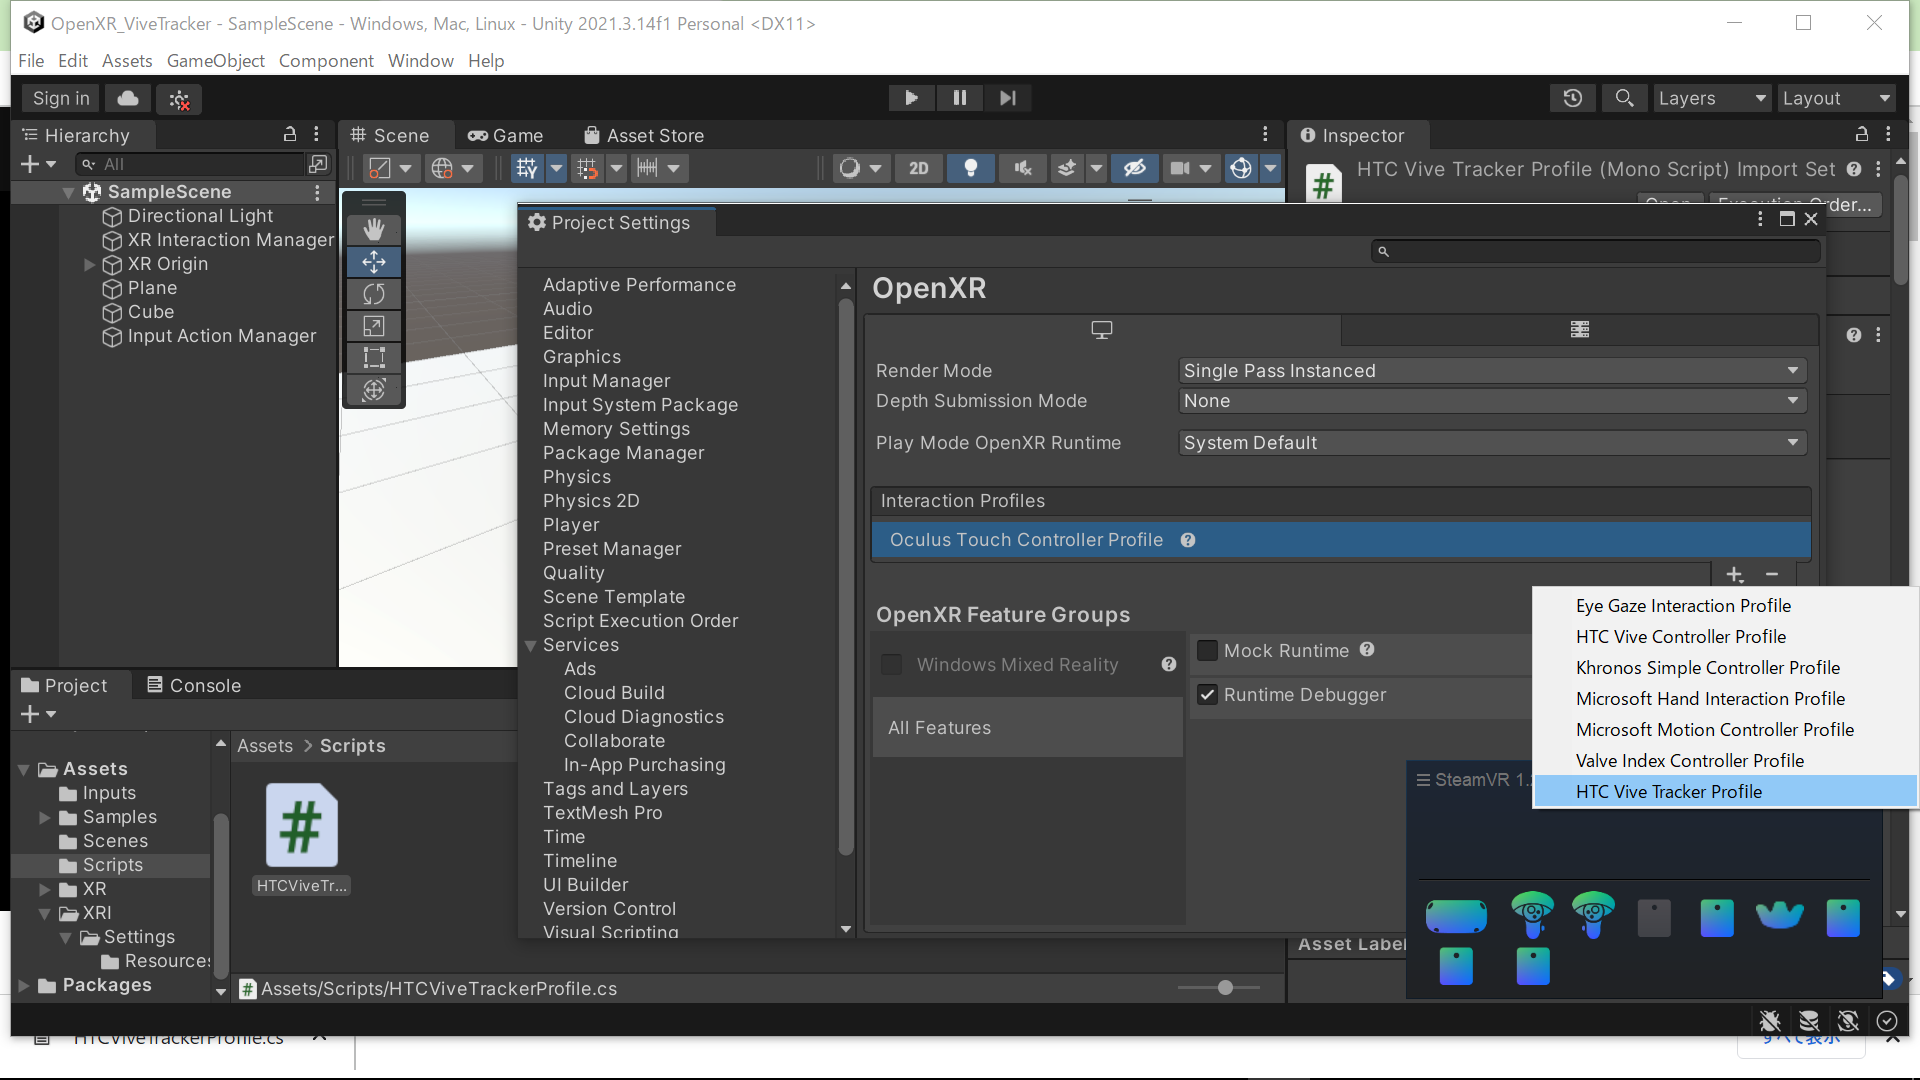 OpenXR_ViveTracker - SampleScene - Windows, Mac, Linux - Unity 2021.3.14f1 Personal <DX11>
File Edit Assets GameObject Component Window Help
Sign in
Layers
Layout
Hierarchy
Scene
Game
Asset Store
Inspector
All
2D
HTC Vive Tracker Profile (Mono Script) Import Set
Open
Execution Order...
SampleScene
Directional Light
XR Interaction Manager
XR Origin
Plane
Cube
Input Action Manager
Project Settings
Adaptive Performance
Audio
Editor
Graphics
Input Manager
Input System Package
Memory Settings
Package Manager
Physics
Physics 2D
Player
Preset Manager
Quality
Scene Template
Script Execution Order
Services
Ads
Cloud Build
Cloud Diagnostics
Collaborate
In-App Purchasing
Tags and Layers
TextMesh Pro
Time
Timeline
UI Builder
Version Control
Visual Scripting
OpenXR
Render Mode
Single Pass Instanced
Depth Submission Mode
None
Play Mode OpenXR Runtime
System Default
Interaction Profiles
Oculus Touch Controller Profile
OpenXR Feature Groups
Windows Mixed Reality
All Features
Mock Runtime
Runtime Debugger
Eye Gaze Interaction Profile
HTC Vive Controller Profile
Khronos Simple Controller Profile
Microsoft Hand Interaction Profile
Microsoft Motion Controller Profile
Valve Index Controller Profile
HTC Vive Tracker Profile
SteamVR 1.
Asset Label
Project
Console
Assets
Inputs
Samples
Scenes
Scripts
XR
XRI
Settings
Resources
Packages
Assets > Scripts
HTCViveTr...
Assets/Scripts/HTCViveTrackerProfile.cs
HTCViveTrackerProfile.cs
すべて表示